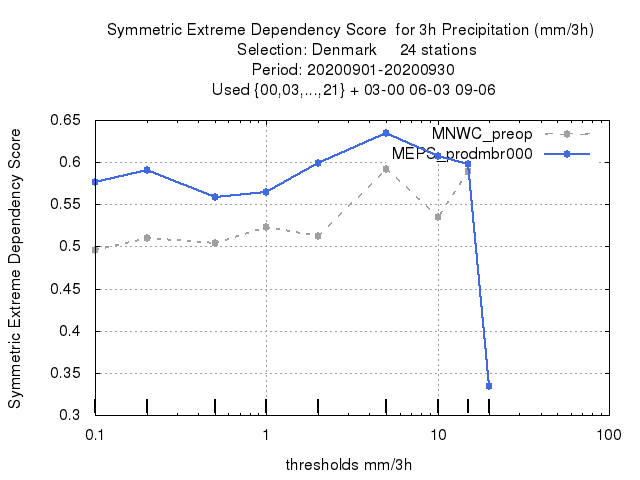 Symmetric Extreme Dependency Score  for 3h Precipitation (mm/3h)
Selection: Denmark     24 stations
Period: 20200901-20200930
Used {00,03,...,21} + 03-00 06-03 09-06
MNWC_preop
MEPS_prodmbr000
Symmetric Extreme Dependency Score
0.65
0.6
0.55
0.5
0.45
0.4
0.35
0.3
0.1
1
10
100
thresholds mm/3h